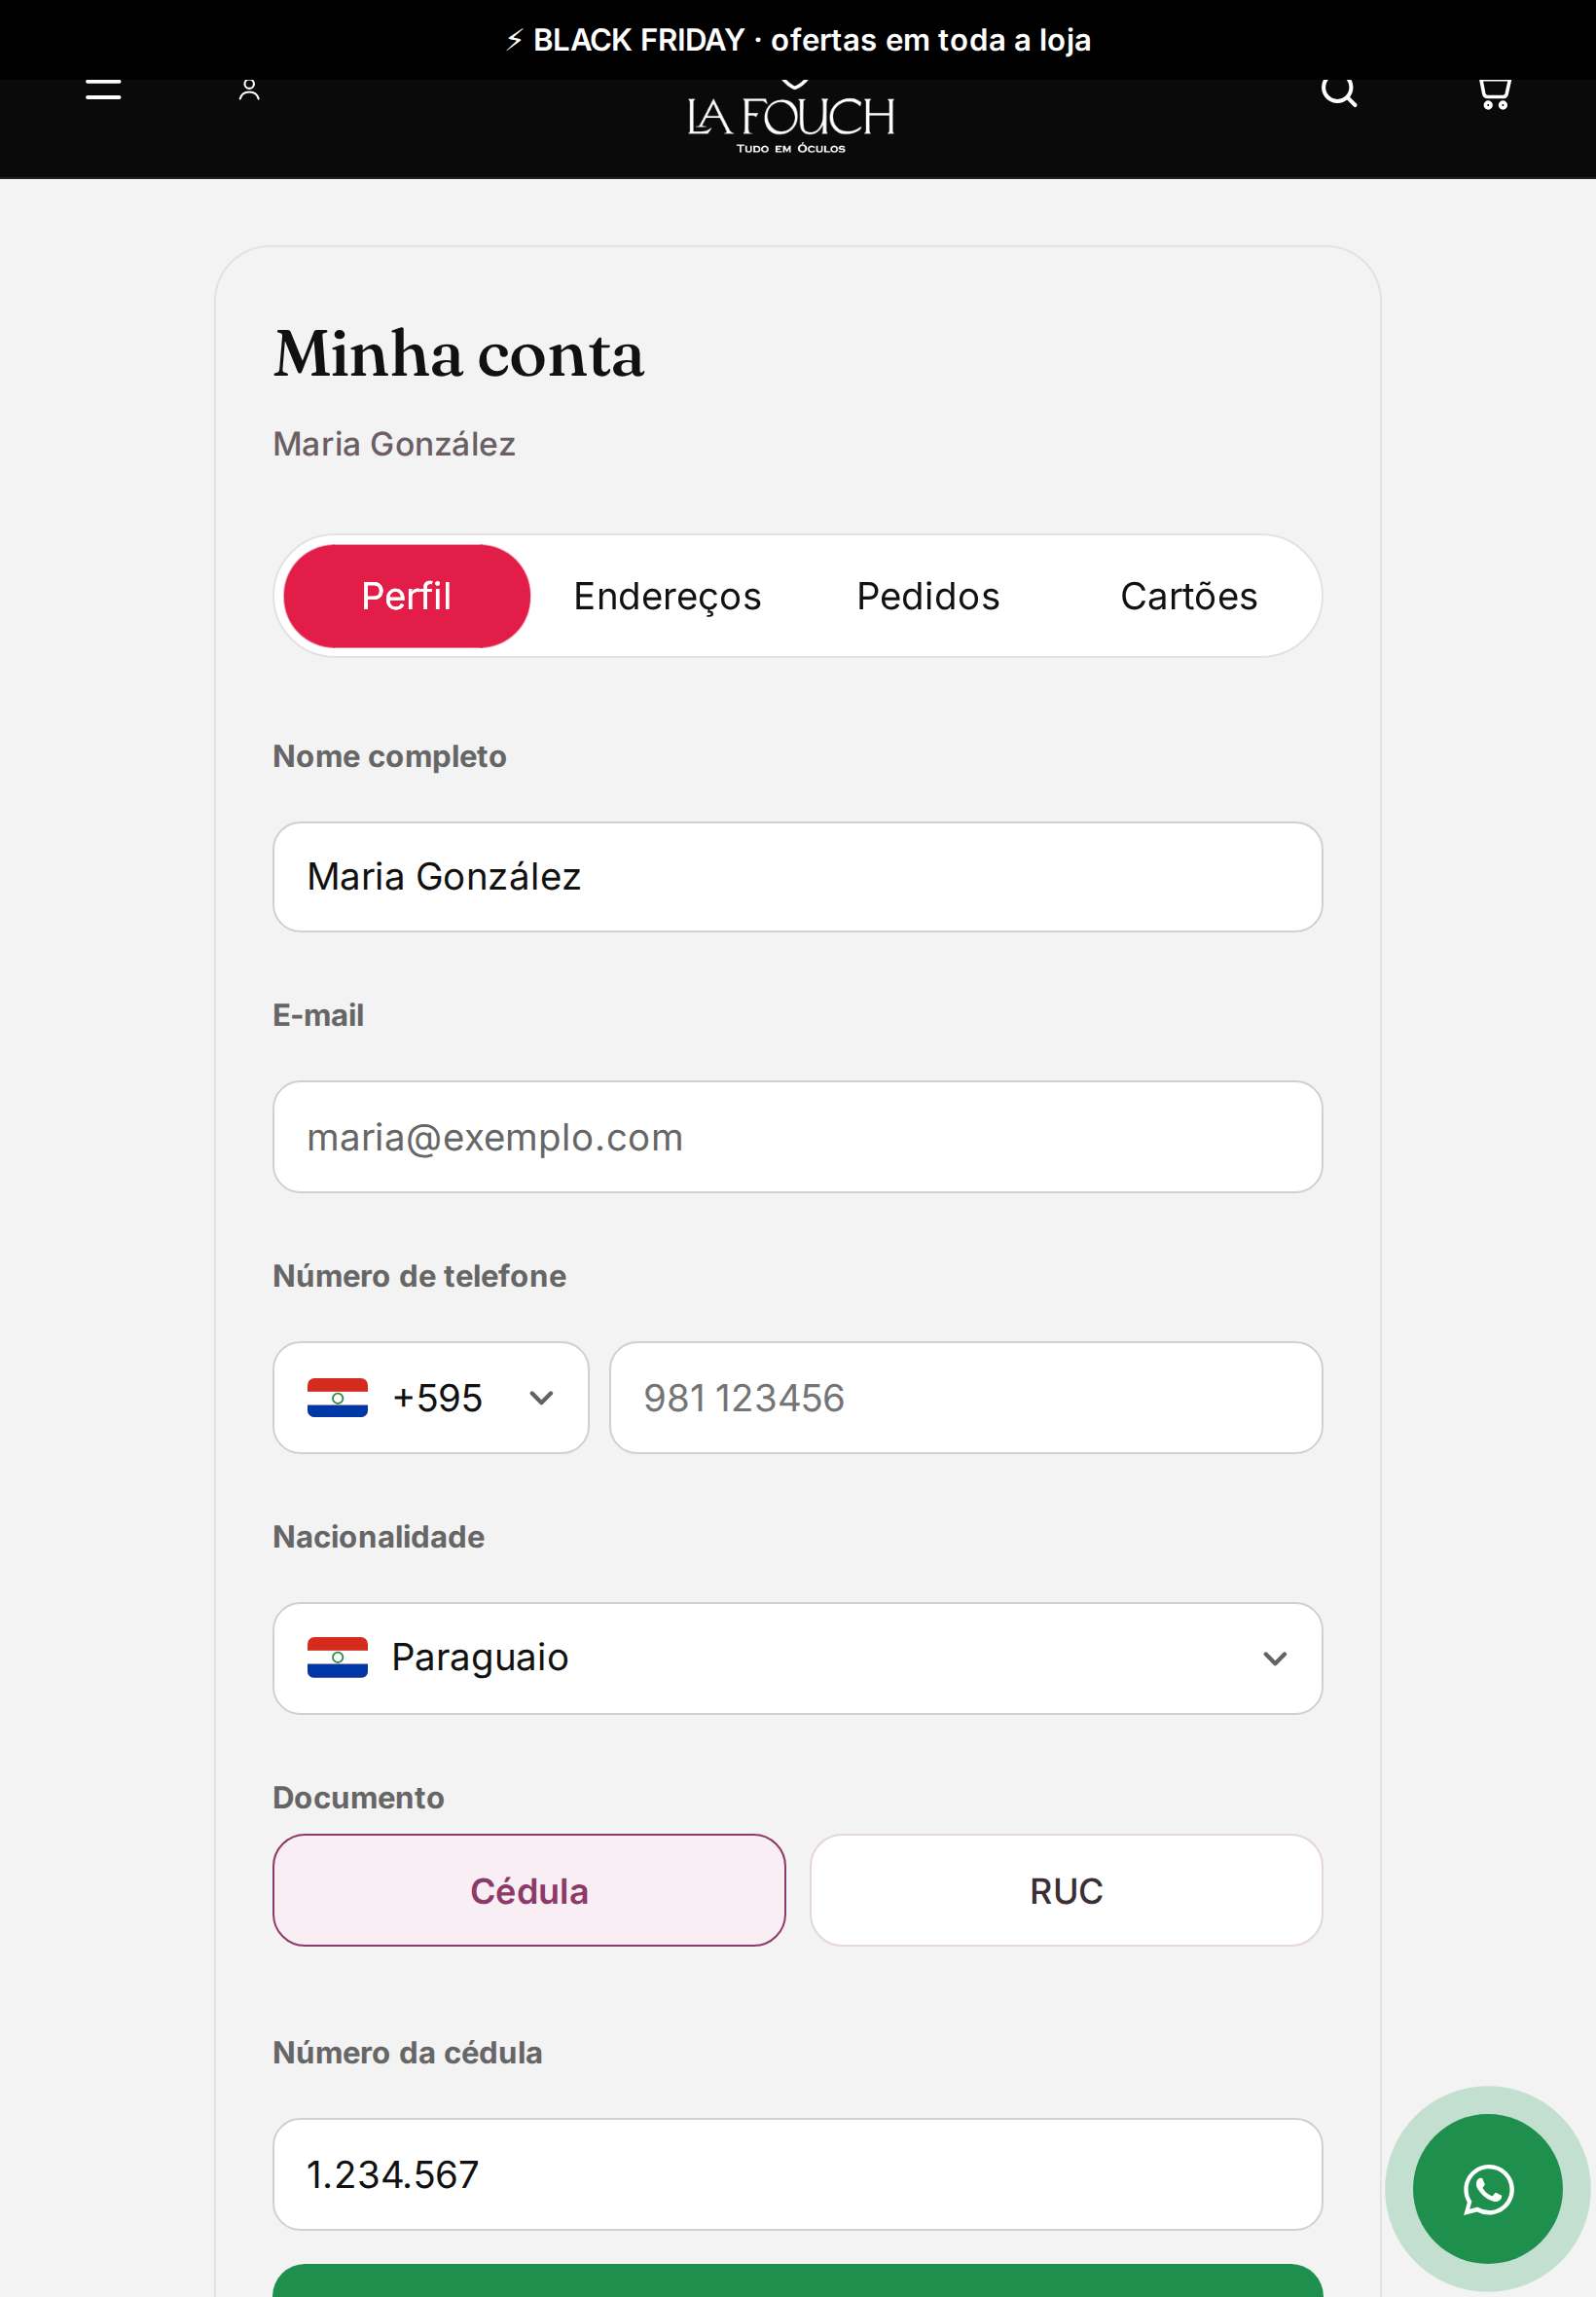 ⚡ BLACK FRIDAY · ofertas em toda a loja
LA FOUCH
TUDO EM ÓCULOS
Minha conta
Maria González
Perfil Endereços Pedidos Cartões
Nome completo
Maria González
E-mail
maria@exemplo.com
Número de telefone
+595 981 123456
Nacionalidade
Paraguaio
Documento
Cédula RUC
Número da cédula
1.234.567